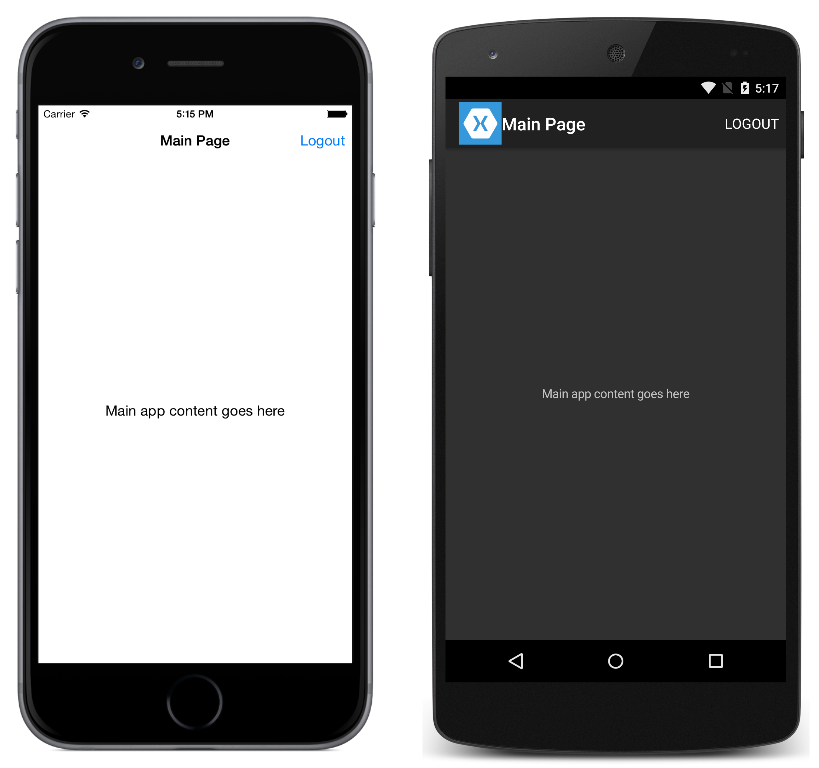 Carrier 5:15 PM
Main Page Logout
Main app content goes here
5:17
Main Page LOGOUT
Main app content goes here